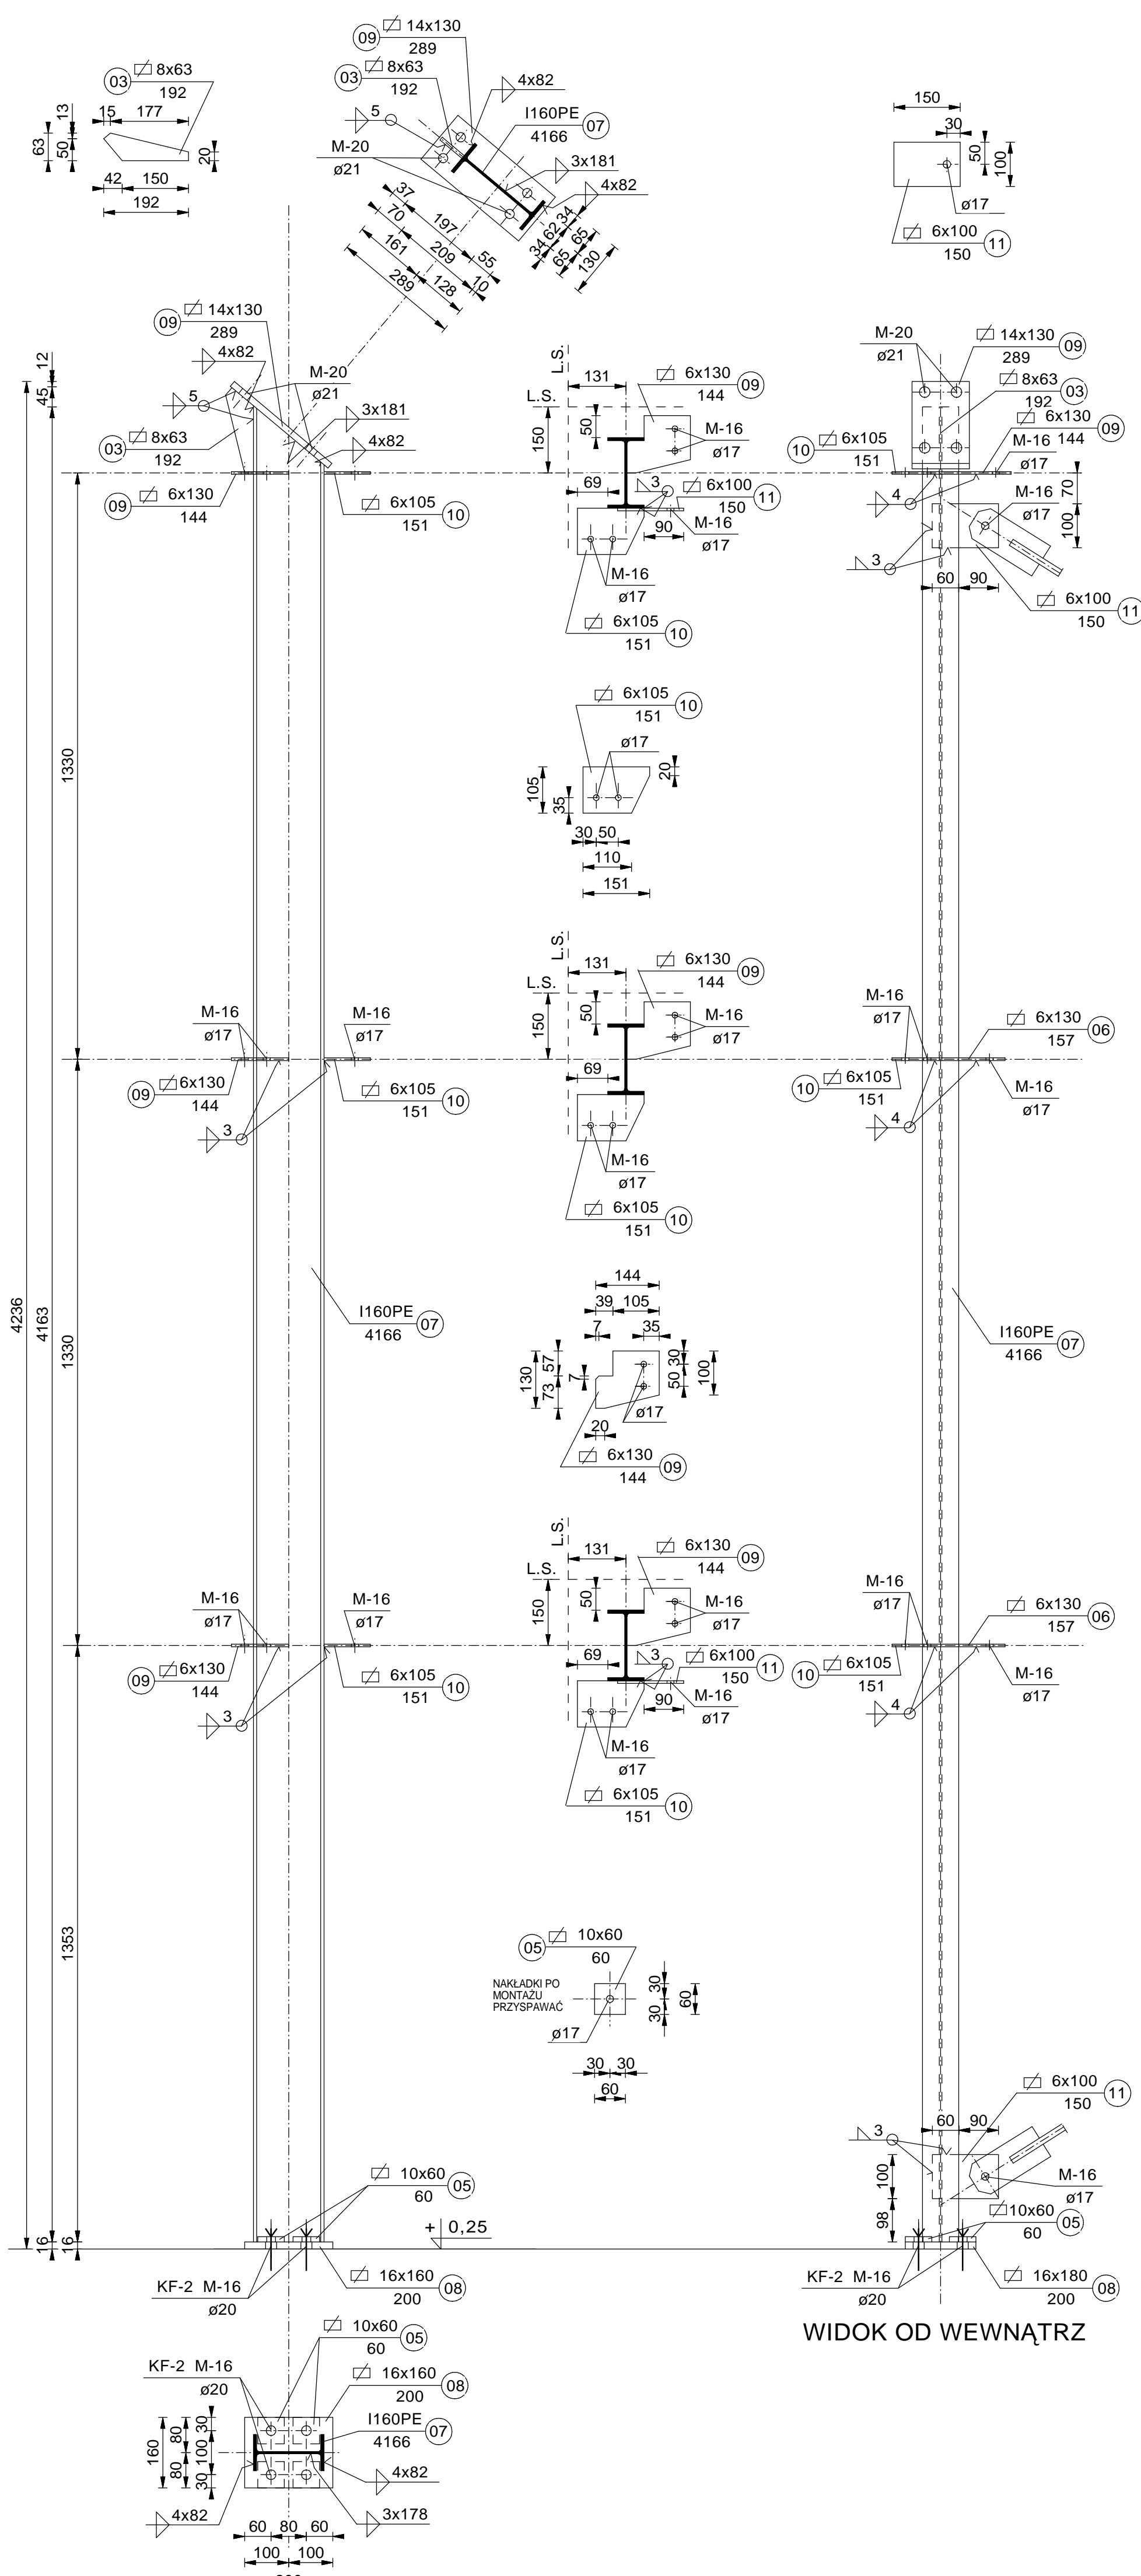 8x63
03
192
15
177
13
63
50
20
42
150
192
14x130
09
289
8x63
03
192
4x82
5
I160PE
07
4166
M-20
ø21
3x181
4x82
37
70
197
161
209
289
128
55
10
34
62
34
65
65
130
150
30
50
100
ø17
6x100
11
150
12
45
14x130
09
289
4x82
M-20
ø21
5
3x181
8x63
03
192
4x82
6x130
09
144
6x105
10
151
L.S.
131
6x130
09
144
L.S.
50
150
M-16
ø17
69
3
6x100
11
150
M-16
90
ø17
M-16
ø17
6x105
10
151
M-20
ø21
14x130
09
289
8x63
03
192
6x130
09
144
10
6x105
151
M-16
ø17
4
70
M-16
ø17
100
3
60
90
6x100
11
150
1330
6x105
10
151
ø17
105
35
20
30
50
110
151
M-16
ø17
M-16
ø17
6x130
09
144
6x105
10
151
3
L.S.
131
6x130
09
144
L.S.
50
150
M-16
ø17
69
M-16
ø17
6x105
10
151
M-16
ø17
6x130
06
157
10
6x105
151
M-16
ø17
4
4236
4163
1330
I160PE
07
4166
144
39
105
7
35
130
57
73
7
30
50
100
ø17
20
6x130
09
144
I160PE
07
4166
M-16
ø17
M-16
ø17
6x130
09
144
6x105
10
151
3
L.S.
131
6x130
09
144
L.S.
50
150
M-16
ø17
69
3
6x100
11
150
M-16
90
ø17
M-16
ø17
6x105
10
151
M-16
ø17
6x130
06
157
10
6x105
151
M-16
ø17
4
1353
10x60
05
60
NAKŁADKI PO
MONTAŻU
PRZYSPAWAĆ
30
30
60
ø17
30
30
60
6x100
11
150
3
60
90
100
98
M-16
ø17
10x60
05
60
10x60
05
60
+ 0,25
16
16
KF-2 M-16
ø20
16x160
08
200
KF-2 M-16
ø20
16x180
08
200
WIDOK OD WEWNĄTRZ
10x60
05
60
KF-2 M-16
ø20
16x160
08
200
I160PE
07
4166
160
80
80
30
100
30
4x82
4x82
3x178
60
80
60
100
100